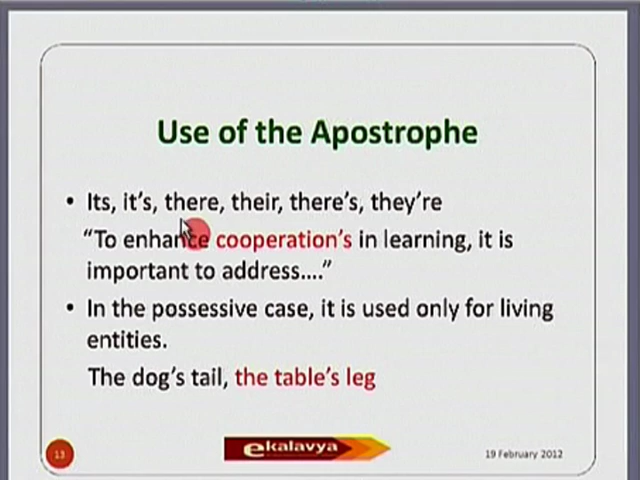 Use of the Apostrophe
• Its, it’s, there, their, there’s, they’re
“To enhance cooperation’s in learning, it is
important to address....”
• In the possessive case, it is used only for living
entities.
The dog’s tail, the table’s leg
13
ekalavya
19 February 2012